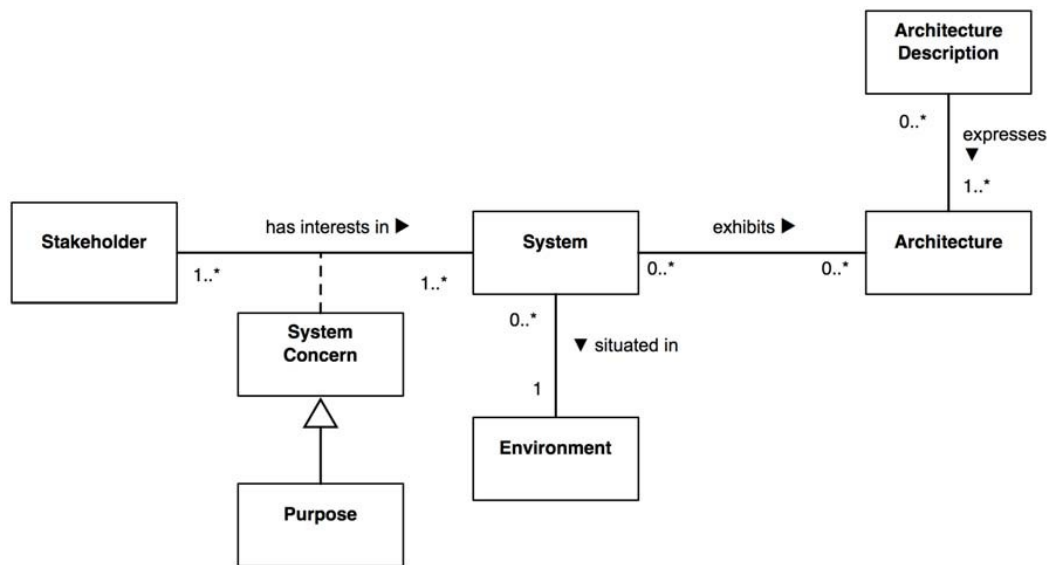 Architecture
Description
0..*
expresses
▼
1..*
Stakeholder
has interests in ▶
System
exhibits ▶
Architecture
1..*
1..*
0..*
0..*
System
Concern
0..*
▼ situated in
1
Environment
Purpose